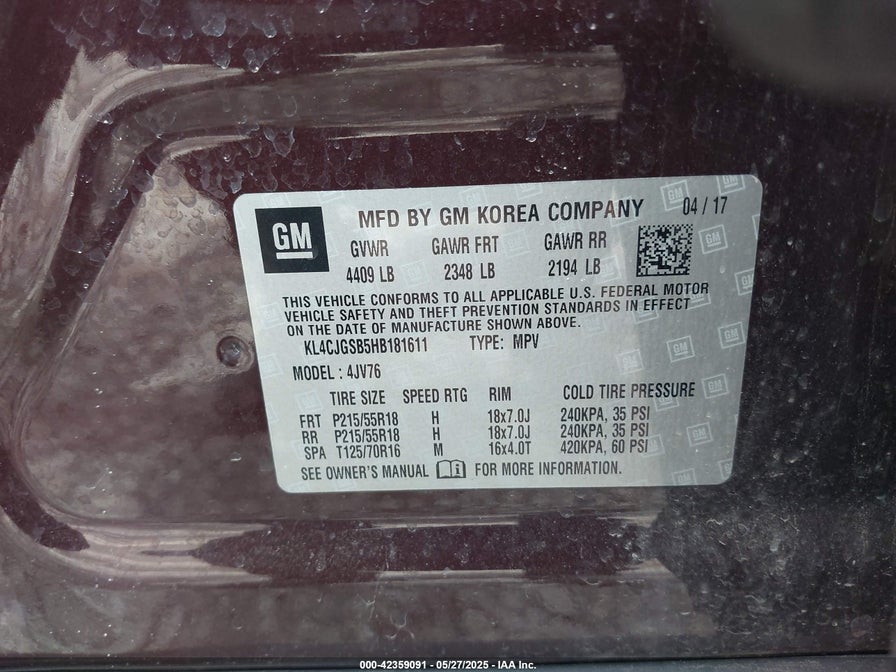 GM
MFD BY GM KOREA COMPANY 04 / 17
GVWR GAWR FRT GAWR RR
4409 LB 2348 LB 2194 LB
THIS VEHICLE CONFORMS TO ALL APPLICABLE U.S. FEDERAL MOTOR
VEHICLE SAFETY AND THEFT PREVENTION STANDARDS IN EFFECT
ON THE DATE OF MANUFACTURE SHOWN ABOVE.
KL4CJGSB5HB181611 TYPE: MPV
MODEL : 4JV76
TIRE SIZE SPEED RTG RIM COLD TIRE PRESSURE
FRT P215/55R18 H 18x7.0J 240KPA, 35 PSI
RR P215/55R18 H 18x7.0J 240KPA, 35 PSI
SPA T125/70R16 M 16x4.0T 420KPA, 60 PSI
SEE OWNER'S MANUAL FOR MORE INFORMATION.
000-42359091 - 05/27/2025 - IAA Inc.